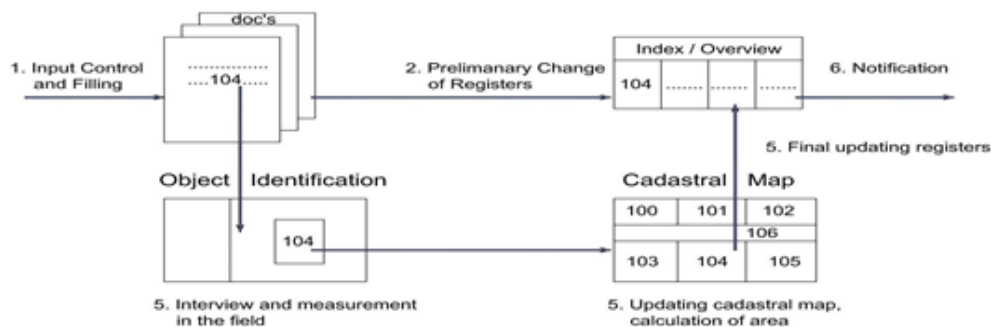 doc's
1. Input Control
and Filling
.................
....104.....
2. Prelimanary Change
of Registers
Index / Overview
104
........
........
........
6. Notification
5. Final updating registers
Object Identification
104
5. Interview and measurement
in the field
Cadastral Map
100 101 102
106
103 104 105
5. Updating cadastral map,
calculation of area